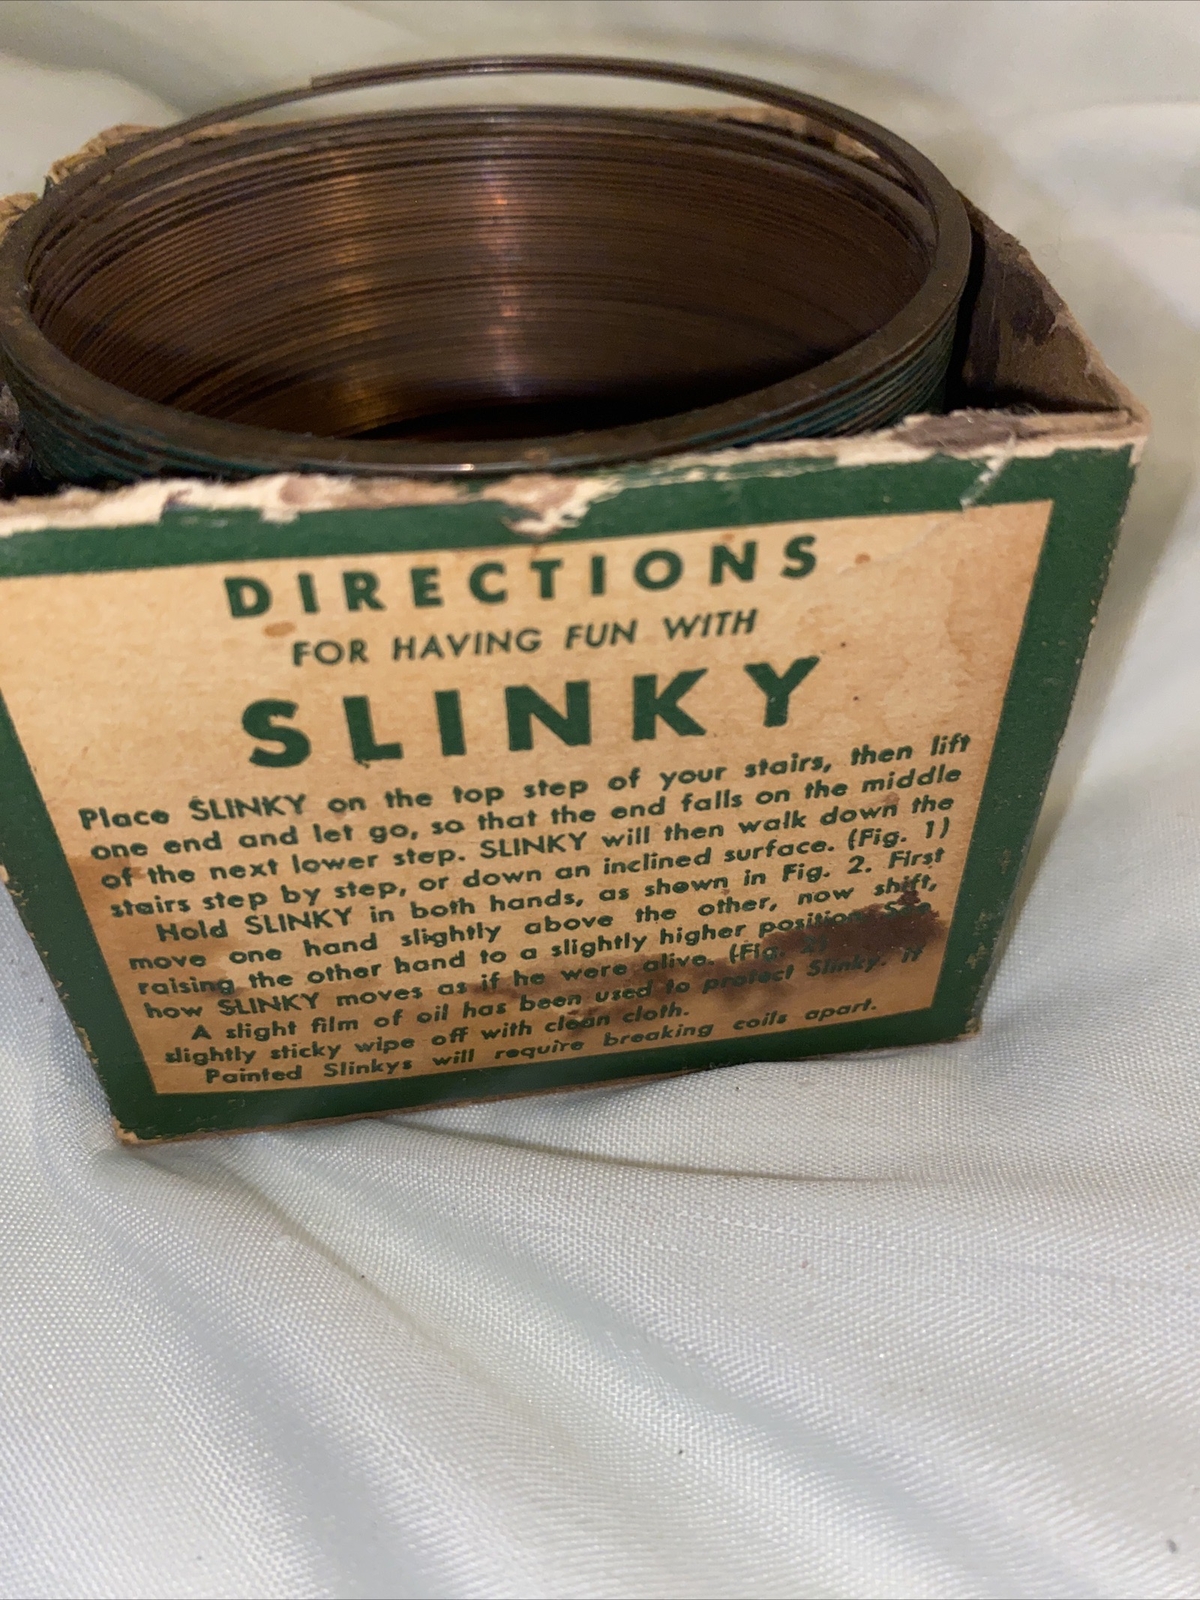 DIRECTIONS
FOR HAVING FUN WITH
SLINKY
Place SLINKY on the top step of your stairs, then lift
one end and let go, so that the end falls on the middle
of the next lower step. SLINKY will then walk down the
stairs step by step, or down an inclined surface. (Fig. 1)
Hold SLINKY in both hands, as shown in Fig. 2. First
move one hand slightly above the other, now shift,
raising the other hand to a slightly higher position. See
how SLINKY moves as if he were alive. (Fig. 2)
A slight film of oil has been used to protect Slinky. If
slightly sticky wipe off with clean cloth.
Painted Slinkys will require breaking coils apart.